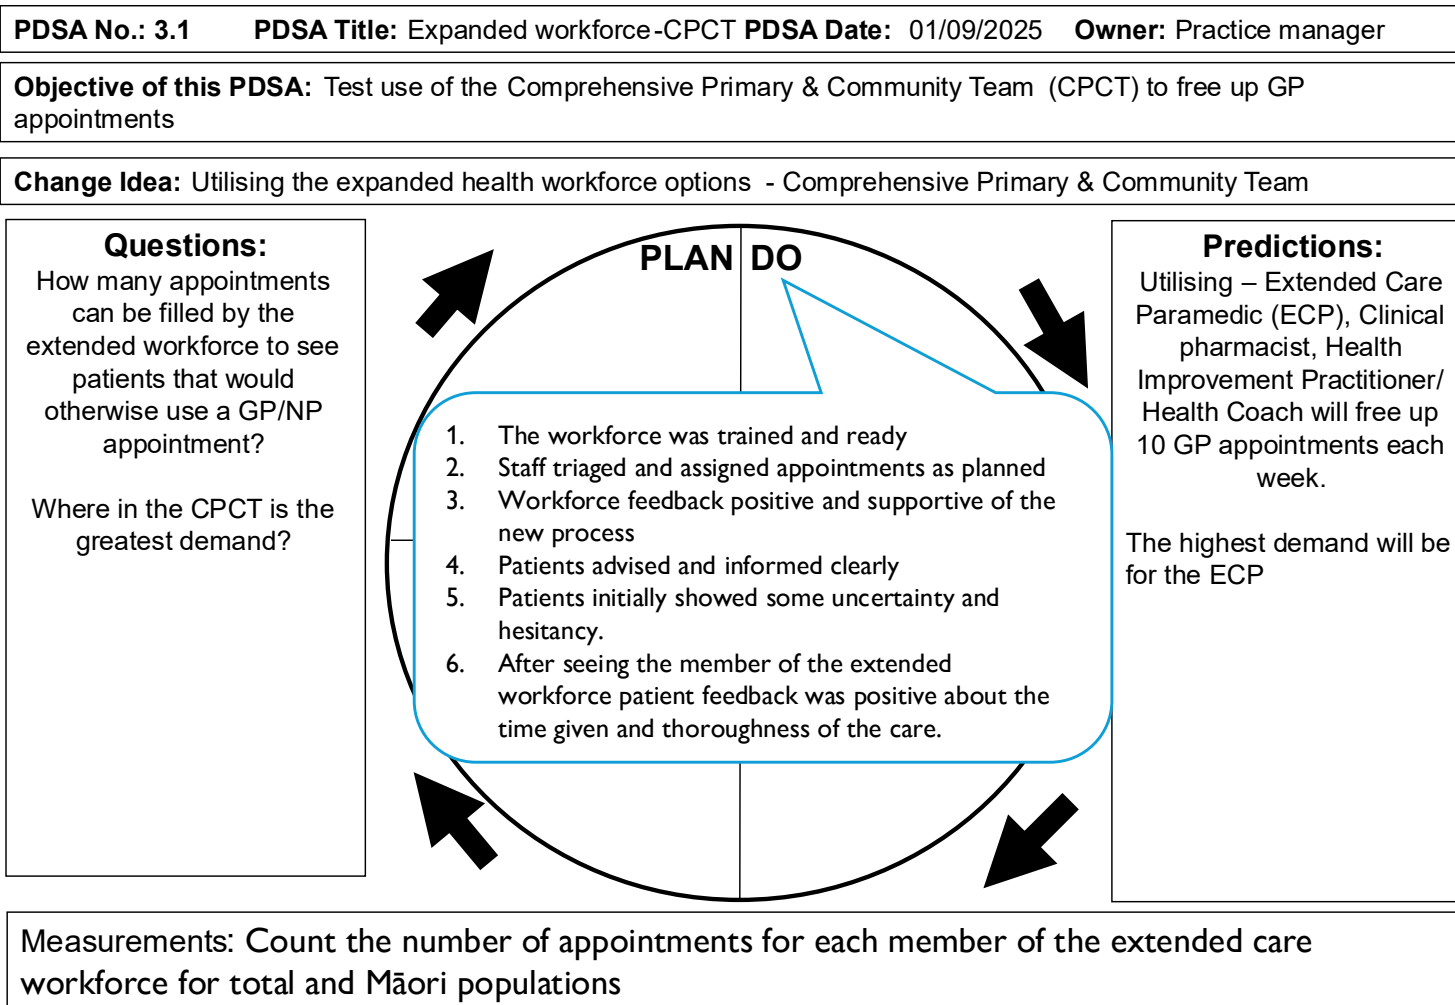 PDSA No.: 3.1 PDSA Title: Expanded workforce-CPCT PDSA Date: 01/09/2025 Owner: Practice manager
Objective of this PDSA: Test use of the Comprehensive Primary & Community Team (CPCT) to free up GP
appointments
Change Idea: Utilising the expanded health workforce options - Comprehensive Primary & Community Team
Questions:
How many appointments
can be filled by the
extended workforce to see
patients that would
otherwise use a GP/NP
appointment?
Where in the CPCT is the
greatest demand?
PLAN DO
1. The workforce was trained and ready
2. Staff triaged and assigned appointments as planned
3. Workforce feedback positive and supportive of the
new process
4. Patients advised and informed clearly
5. Patients initially showed some uncertainty and
hesitancy.
6. After seeing the member of the extended
workforce patient feedback was positive about the
time given and thoroughness of the care.
Predictions:
Utilising – Extended Care
Paramedic (ECP), Clinical
pharmacist, Health
Improvement Practitioner/
Health Coach will free up
10 GP appointments each
week.
The highest demand will be
for the ECP
Measurements: Count the number of appointments for each member of the extended care
workforce for total and Māori populations